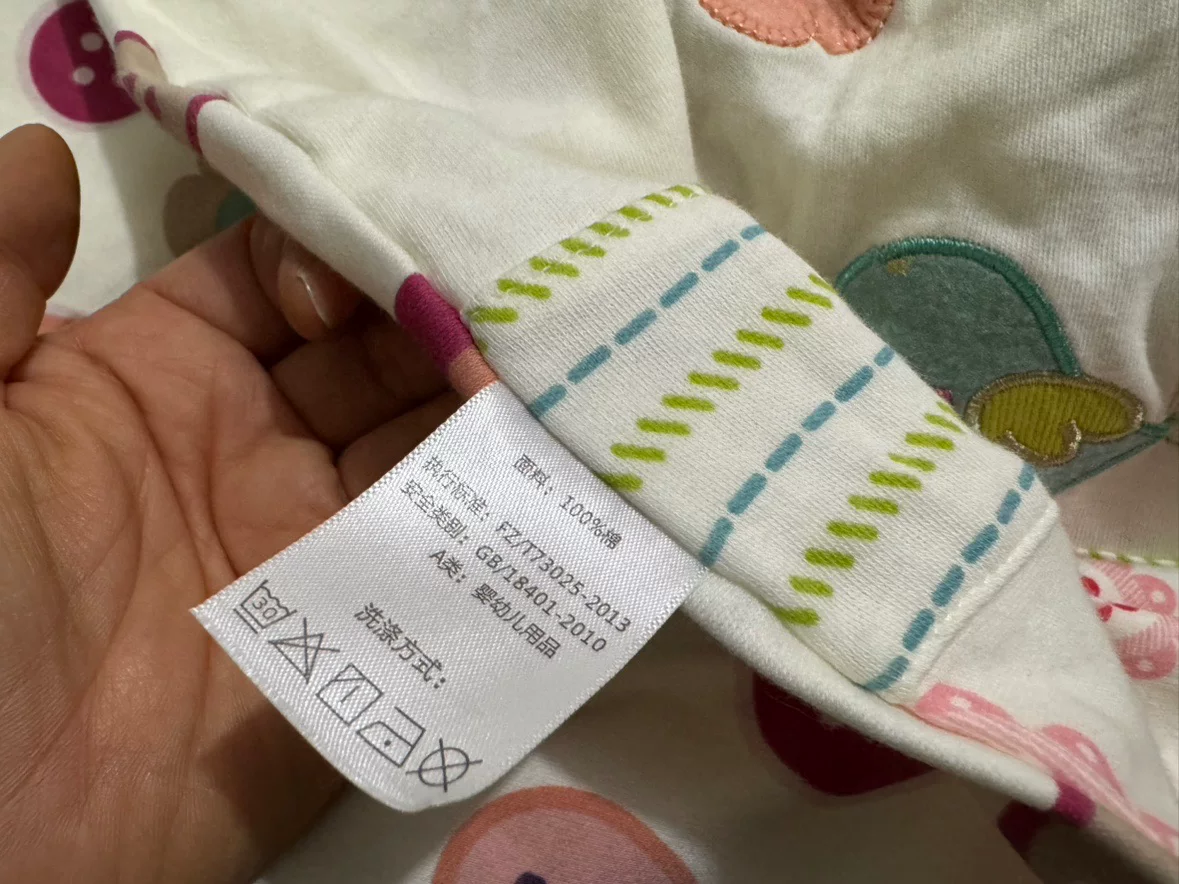 面料：100%棉
执行标准：FZ/T73025-2013
安全类别：GB/18401-2010
A类：婴幼儿用品
洗涤方式：
30